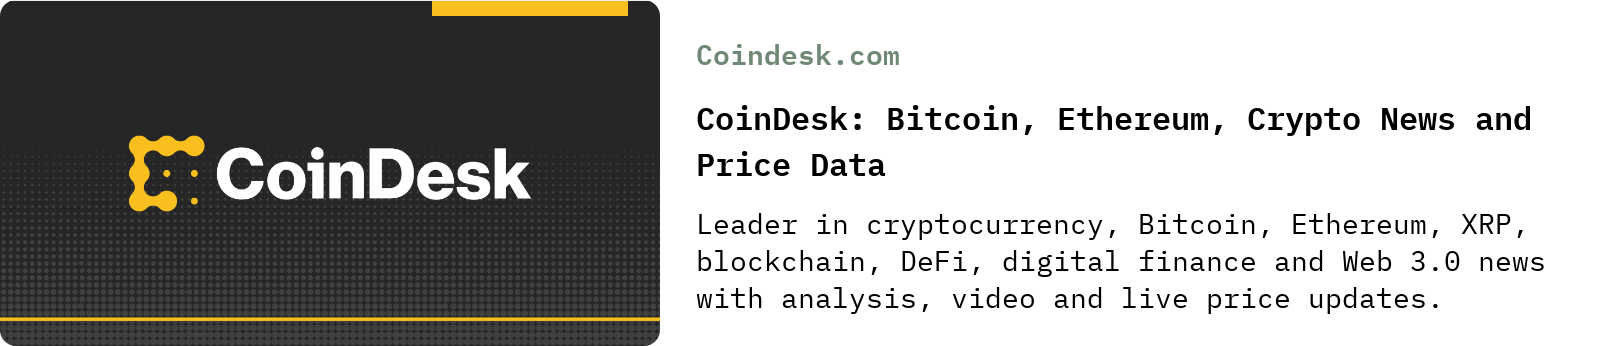 CoinDesk
Coindesk.com
CoinDesk: Bitcoin, Ethereum, Crypto News and
Price Data
Leader in cryptocurrency, Bitcoin, Ethereum, XRP,
blockchain, DeFi, digital finance and Web 3.0 news
with analysis, video and live price updates.